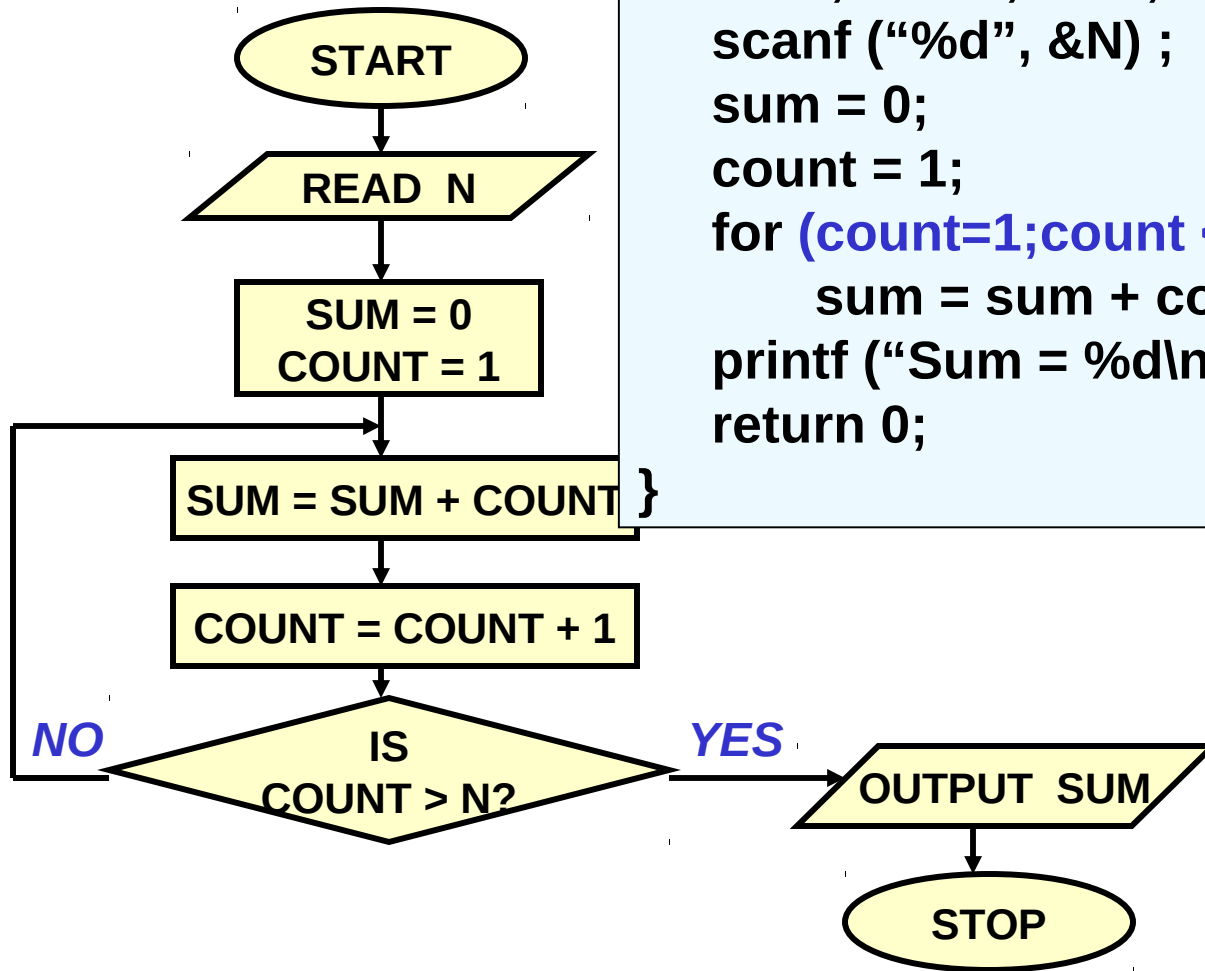 START
READ N
SUM = 0
COUNT = 1
SUM = SUM + COUNT
COUNT = COUNT + 1
IS
COUNT > N?
NO
YES
OUTPUT SUM
STOP
scanf (“%d”, &N) ;
sum = 0;
count = 1;
for (count=1;count
sum = sum + co
printf (“Sum = %d\n
return 0;
}